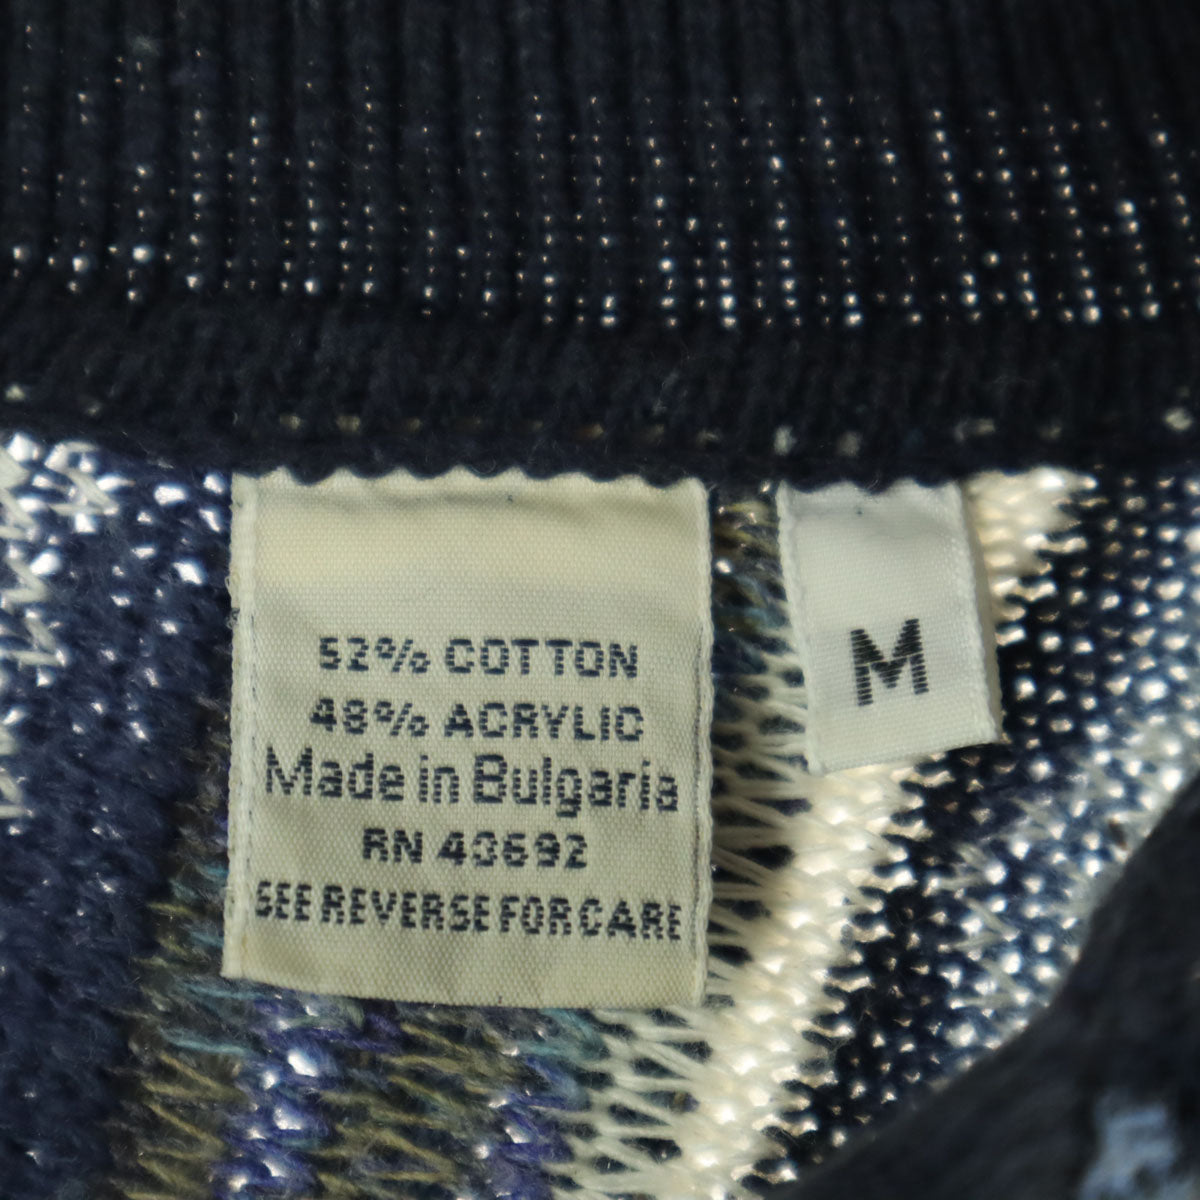 52% COTTON
48% ACRYLIC
Made in Bulgaria
RN 40692
SEE REVERSE FOR CARE
M